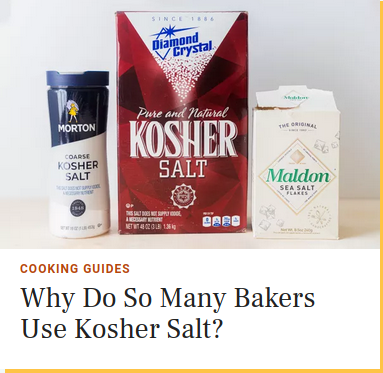 SINCE 1886
Diamond
Crystal
Pure and Natural
KOSHER
SALT
THIS SALT DOES NOT SUPPLY IODIDE,
A NECESSARY NUTRIENT
NET WT 48 OZ (3 LB) 1.36 kg
MORTON
COARSE
KOSHER
SALT
Maldon
THE ORIGINAL
Maldon
SEA SALT
FLAKES
COOKING GUIDES
Why Do So Many Bakers
Use Kosher Salt?